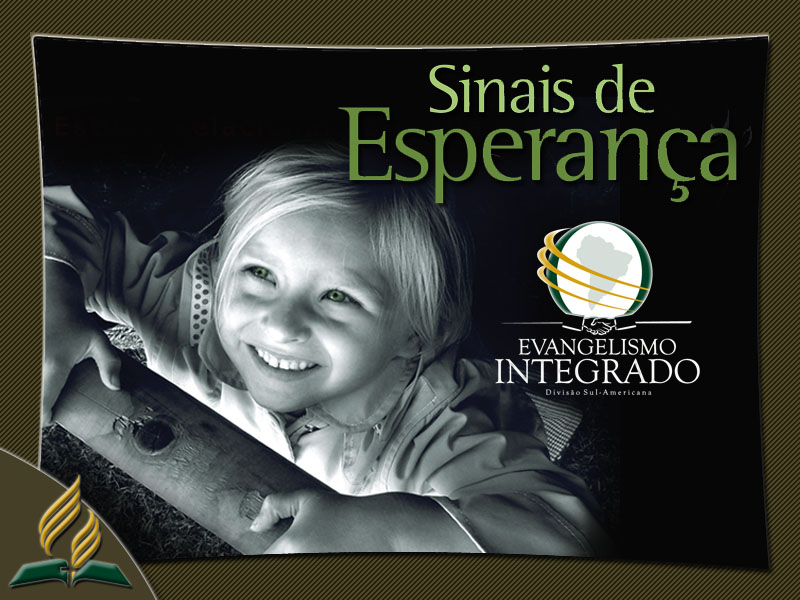 Sinais de
Esperança
EVANGELISMO
INTEGRADO
Divisão Sul-Americana